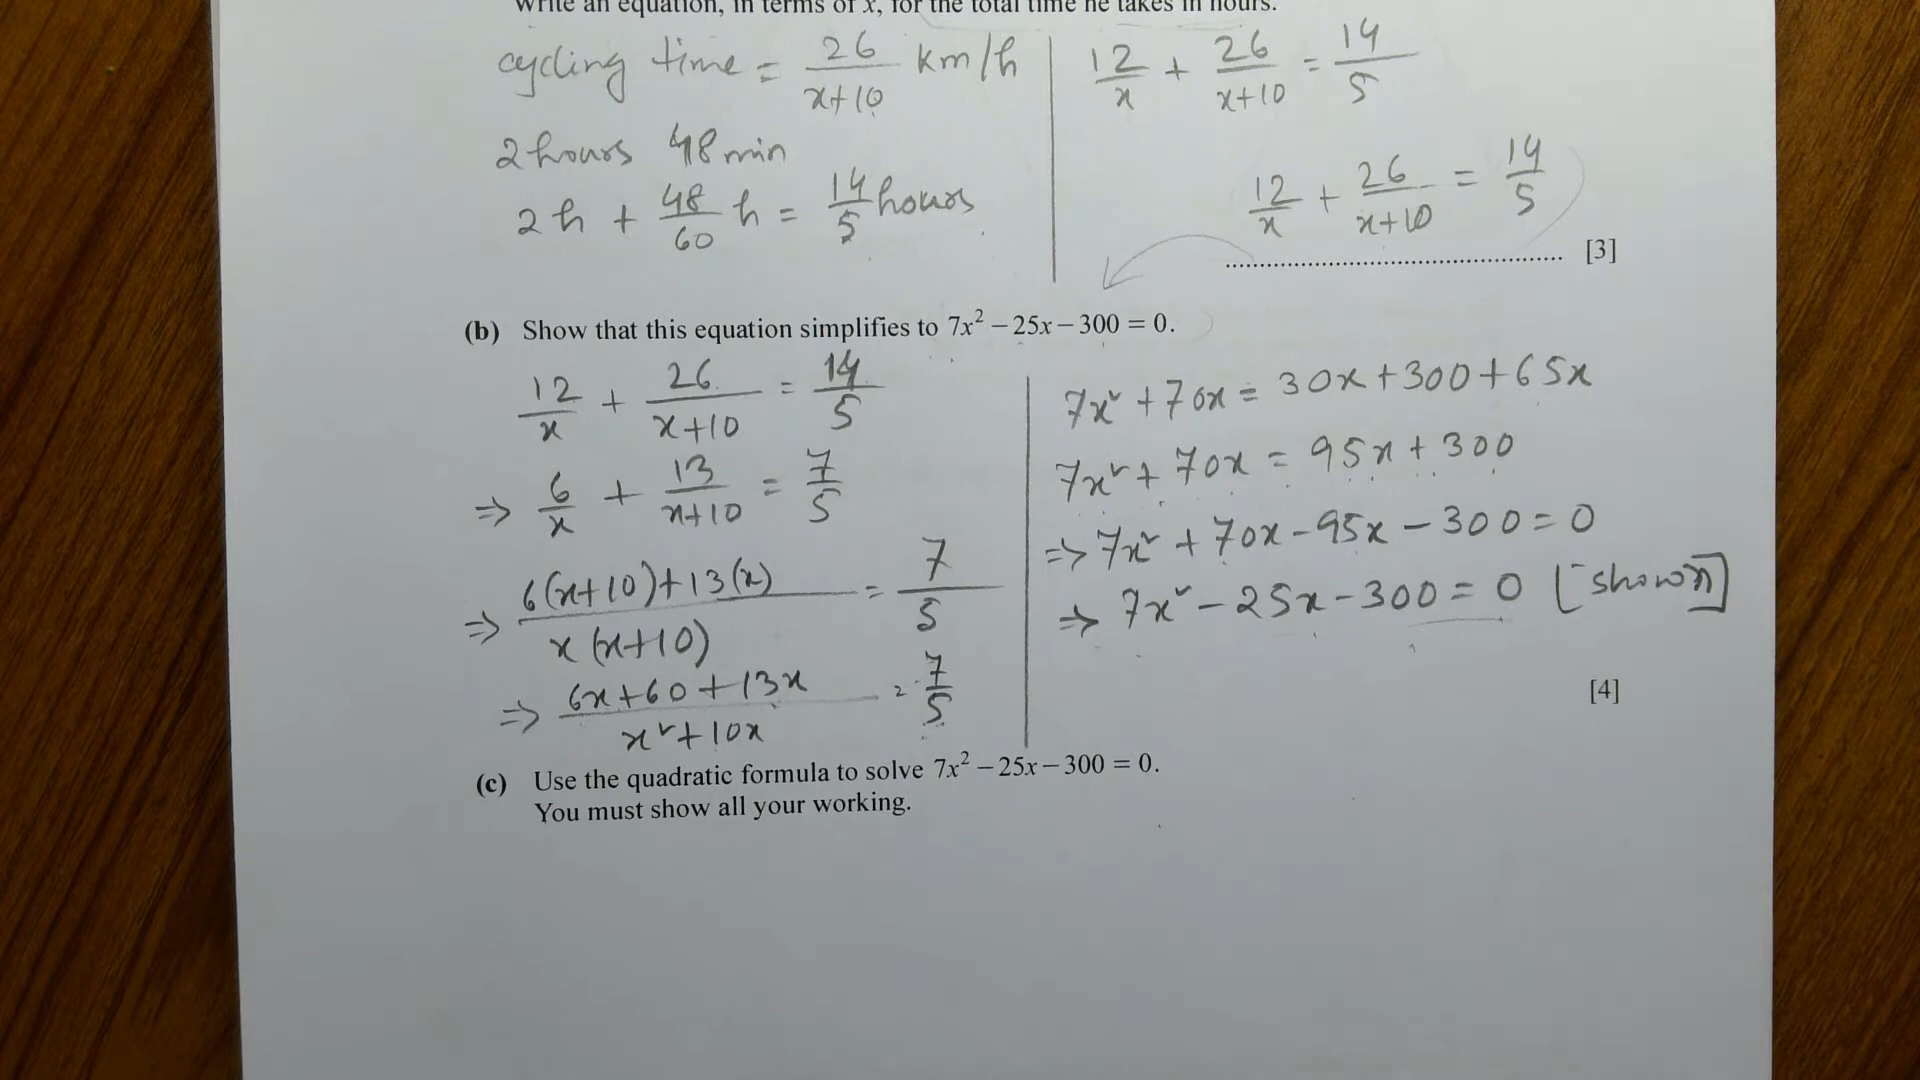 Write an equation, in terms of x, for the total time he takes in hours.
cycling time = 26/(x+10) km/h
2 hours 48 min
2 h + 48/60 h = 14/5 hours
12/x + 26/(x+10) = 14/5
12/x + 26/(x+10) = 14/5
[3]
(b) Show that this equation simplifies to 7x² − 25x − 300 = 0.
12/x + 26/(x+10) = 14/5
⇒ 6/x + 13/(x+10) = 7/5
⇒ (6(x+10)+13(x))/(x(x+10)) = 7/5
⇒ (6x+60+13x)/(x²+10x) = 7/5
7x² + 70x = 30x + 300 + 65x
7x² + 70x = 95x + 300
⇒ 7x² + 70x − 95x − 300 = 0
⇒ 7x² − 25x − 300 = 0 [shown]
[4]
(c) Use the quadratic formula to solve 7x² − 25x − 300 = 0.
You must show all your working.